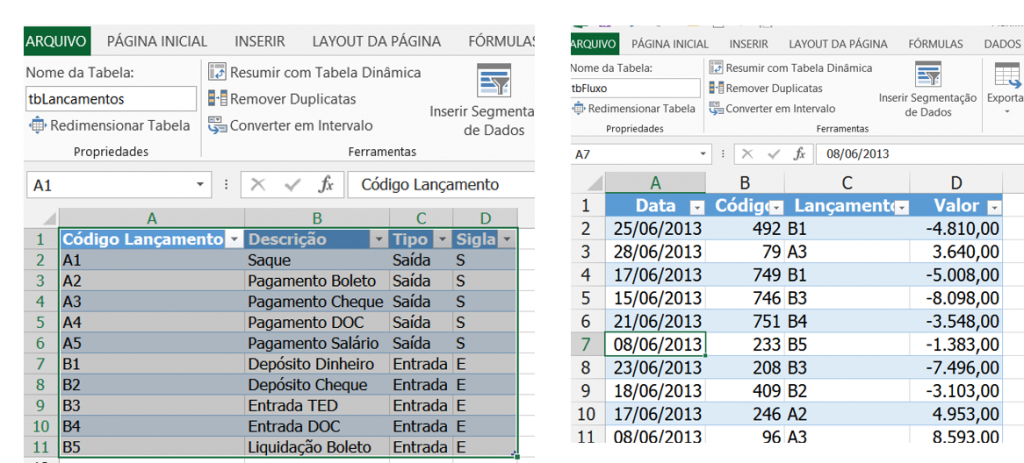 ARQUIVO PÁGINA INICIAL INSERIR LAYOUT DA PÁGINA FÓRMULAS
Nome da Tabela:
tbLancamentos
Redimensionar Tabela
Propriedades
Resumir com Tabela Dinâmica
Remover Duplicatas
Converter em Intervalo
Inserir Segmenta
de Dados
Ferramentas
A1 fx Código Lançamento
A B C D
1 Código Lançamento Descrição Tipo Sigla
2 A1 Saque Saída S
3 A2 Pagamento Boleto Saída S
4 A3 Pagamento Cheque Saída S
5 A4 Pagamento DOC Saída S
6 A5 Pagamento Salário Saída S
7 B1 Depósito Dinheiro Entrada E
8 B2 Depósito Cheque Entrada E
9 B3 Entrada TED Entrada E
10 B4 Entrada DOC Entrada E
11 B5 Liquidação Boleto Entrada E
ARQUIVO PÁGINA INICIAL INSERIR LAYOUT DA PÁGINA FÓRMULAS DADOS
Nome da Tabela:
tbFluxo
Redimensionar Tabela
Propriedades
Resumir com Tabela Dinâmica
Remover Duplicatas
Converter em Intervalo
Inserir Segmentação
de Dados
Exporta
Ferramentas
A7 fx 08/06/2013
A B C D
1 Data Códig Lançament Valor
2 25/06/2013 492 B1 -4.810,00
3 28/06/2013 79 A3 3.640,00
4 17/06/2013 749 B1 -5.008,00
5 15/06/2013 746 B3 -8.098,00
6 21/06/2013 751 B4 -3.548,00
7 08/06/2013 233 B5 -1.383,00
8 23/06/2013 208 B3 -7.496,00
9 18/06/2013 409 B2 -3.103,00
10 17/06/2013 246 A2 4.953,00
11 08/06/2013 96 A3 8.593,00